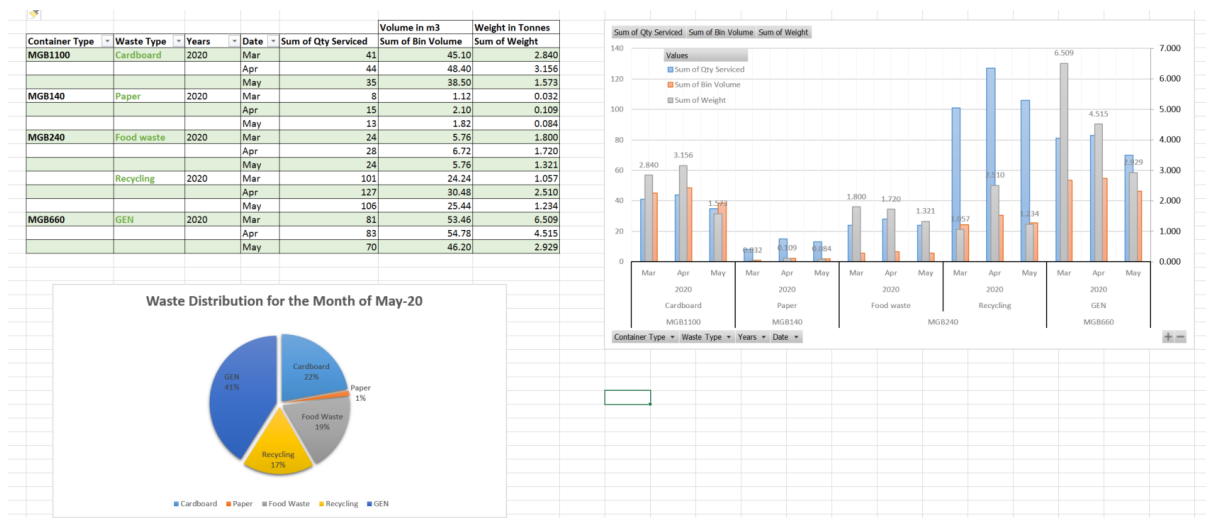 Volume in m3 Weight in Tonnes
Container Type Waste Type Years Date Sum of Qty Serviced Sum of Bin Volume Sum of Weight
MGB1100 Cardboard 2020 Mar 41 45.10 2.840
Apr 44 48.40 3.156
May 35 38.50 1.573
MGB140 Paper 2020 Mar 8 1.12 0.032
Apr 15 2.10 0.109
May 13 1.82 0.084
MGB240 Food waste 2020 Mar 24 5.76 1.800
Apr 28 6.72 1.720
May 24 5.76 1.321
Recycling 2020 Mar 101 24.24 1.057
Apr 127 30.48 2.510
May 106 25.44 1.234
MGB660 GEN 2020 Mar 81 53.46 6.509
Apr 83 54.78 4.515
May 70 46.20 2.929
Waste Distribution for the Month of May-20
GEN
41%
Cardboard
22%
Paper
1%
Food Waste
19%
Recycling
17%
Cardboard Paper Food Waste Recycling GEN
Sum of Qty Serviced Sum of Bin Volume Sum of Weight
Values
Sum of Qty Serviced
Sum of Bin Volume
Sum of Weight
140
120
100
80
60
40
20
0
7.000
6.000
5.000
4.000
3.000
2.000
1.000
0.000
2.840 3.156 1.573 0.032 0.109 0.084 1.800 1.720 1.321 1.057 2.510 1.234 6.509 4.515 2.929
Mar Apr May Mar Apr May Mar Apr May Mar Apr May Mar Apr May
2020 2020 2020 2020 2020
Cardboard Paper Food waste Recycling GEN
MGB1100 MGB140 MGB240 MGB660
Container Type Waste Type Years Date